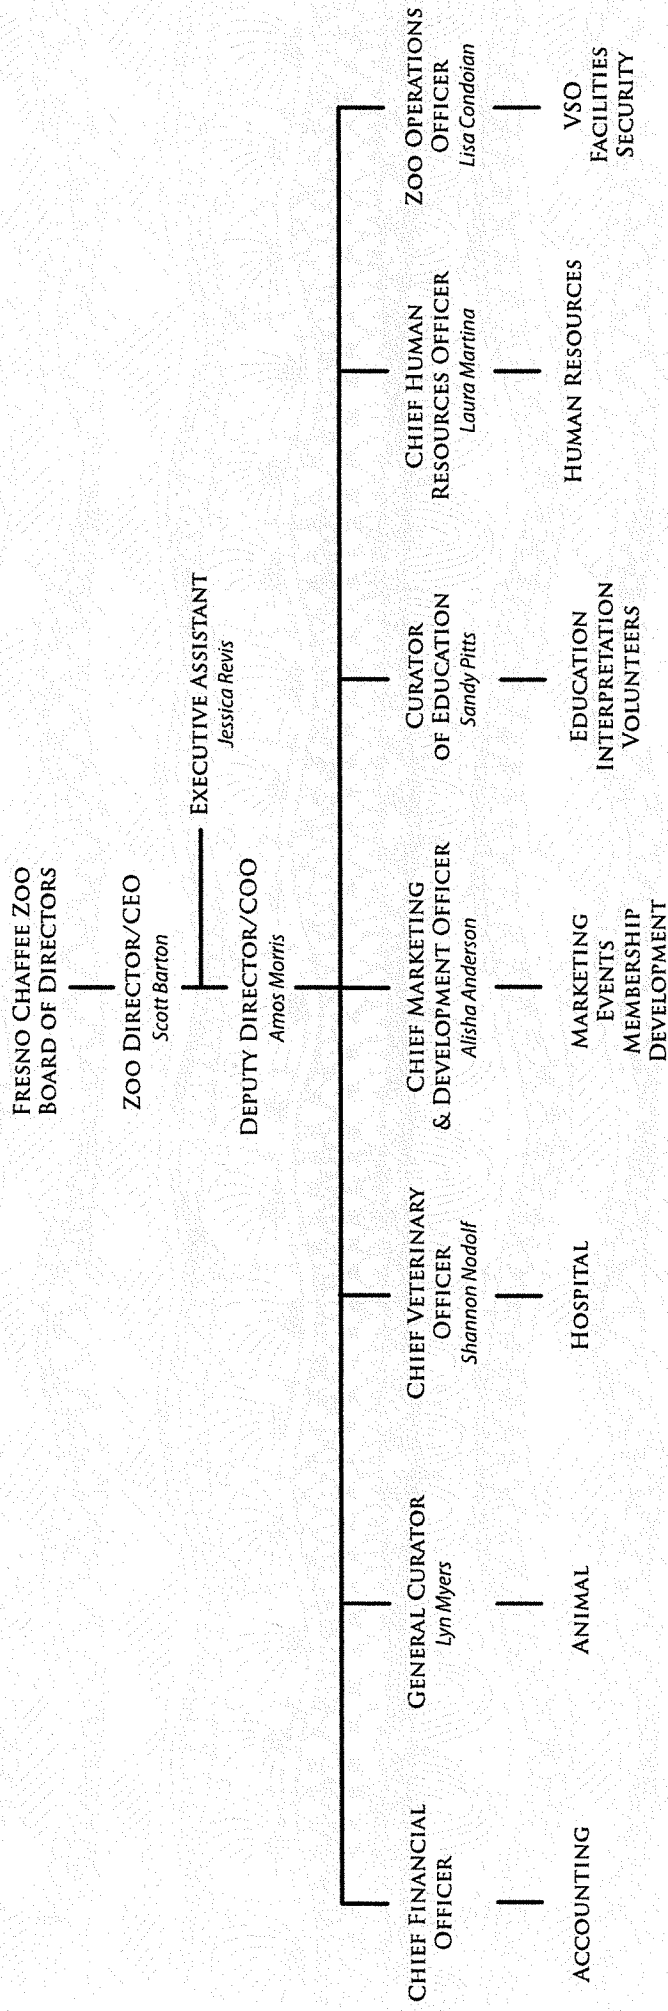 FRESNO CHAFFEE ZOO
BOARD OF DIRECTORS
ZOO DIRECTOR/CEO
Scott Barton
EXECUTIVE ASSISTANT
Jessica Revis
DEPUTY DIRECTOR/COO
Amos Morris
CHIEF FINANCIAL
OFFICER
ACCOUNTING
GENERAL CURATOR
Lyn Myers
ANIMAL
CHIEF VETERINARY
OFFICER
Shannon Nodolf
HOSPITAL
CHIEF MARKETING
& DEVELOPMENT OFFICER
Alisha Anderson
MARKETING
EVENTS
MEMBERSHIP
DEVELOPMENT
CURATOR
OF EDUCATION
Sandy Pitts
EDUCATION
INTERPRETATION
VOLUNTEERS
CHIEF HUMAN
RESOURCES OFFICER
Laura Martina
HUMAN RESOURCES
ZOO OPERATIONS
OFFICER
Lisa Condoian
VSO
FACILITIES
SECURITY